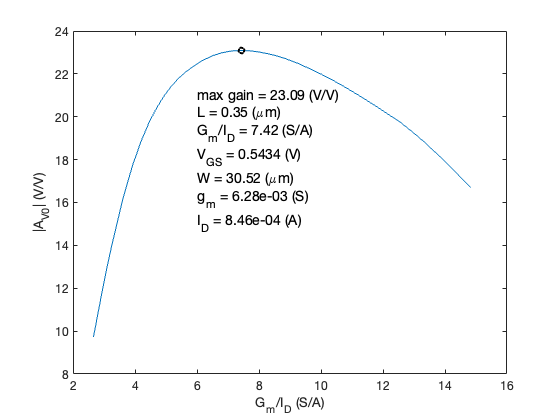 24
22
20
18
16
14
12
10
8
|A_V0| (V/V)
max gain = 23.09 (V/V)
L = 0.35 (μm)
G_m/I_D = 7.42 (S/A)
V_GS = 0.5434 (V)
W = 30.52 (μm)
g_m = 6.28e-03 (S)
I_D = 8.46e-04 (A)
2 4 6 8 10 12 14 16
G_m/I_D (S/A)